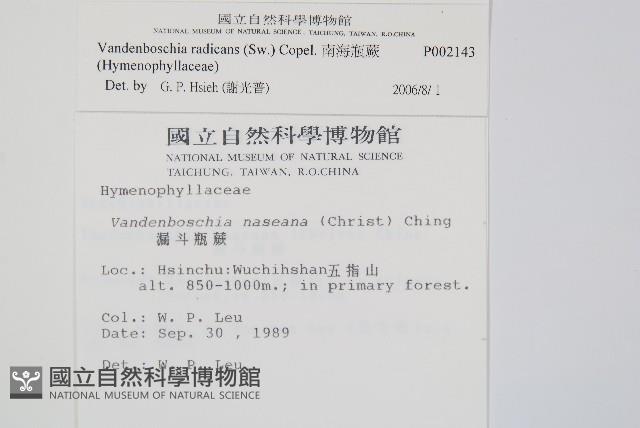 國立自然科學博物館
NATIONAL MUSEUM OF NATURAL SCIENCE, TAICHUNG, TAIWAN, R.O.CHINA
Vandenboschia radicans (Sw.) Copel. 南海瓶蕨 P002143
(Hymenophyllaceae)
Det. by G. P. Hsieh (謝光普) 2006/8/1
國立自然科學博物館
NATIONAL MUSEUM OF NATURAL SCIENCE
TAICHUNG, TAIWAN, R.O.CHINA
Hymenophyllaceae
Vandenboschia naseana (Christ) Ching
漏斗瓶蕨
Loc.: Hsinchu:Wuchihshan五指山
alt. 850-1000m.; in primary forest.
Col.: W. P. Leu
Date: Sep. 30 , 1989
Det.: W. P. Leu
國立自然科學博物館
NATIONAL MUSEUM OF NATURAL SCIENCE